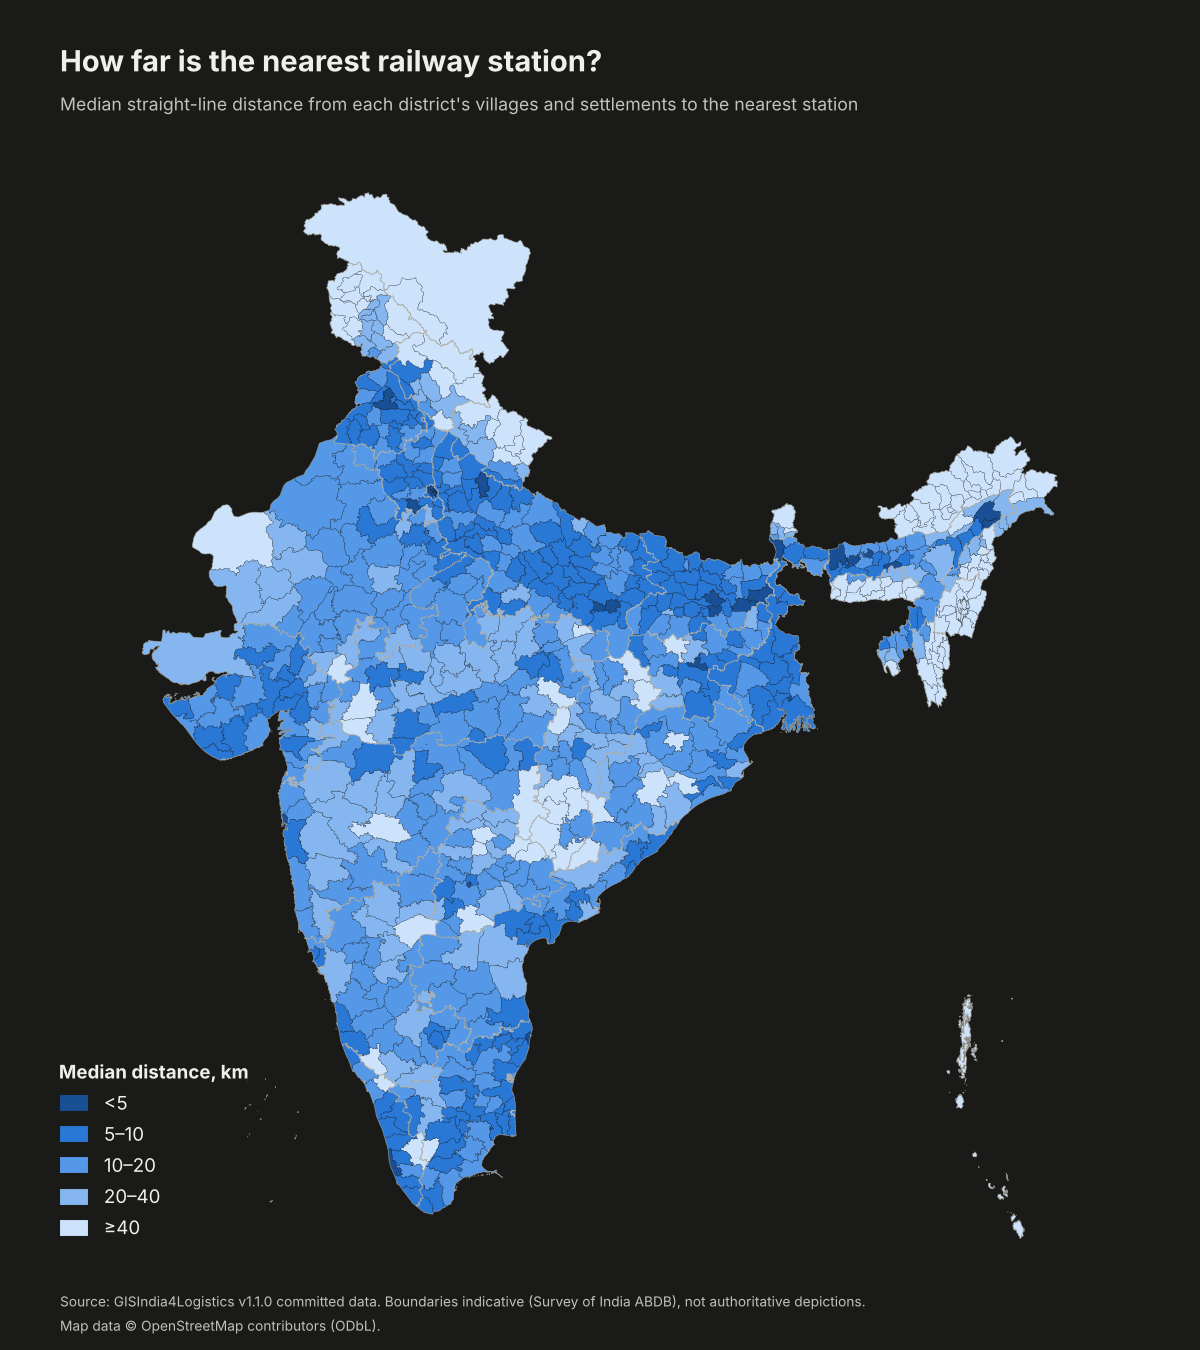 How far is the nearest railway station?
Median straight-line distance from each district's villages and settlements to the nearest station
Median distance, km
<5
5–10
10–20
20–40
≥40
Source: GISIndia4Logistics v1.1.0 committed data. Boundaries indicative (Survey of India ABDB), not authoritative depictions.
Map data © OpenStreetMap contributors (ODbL).